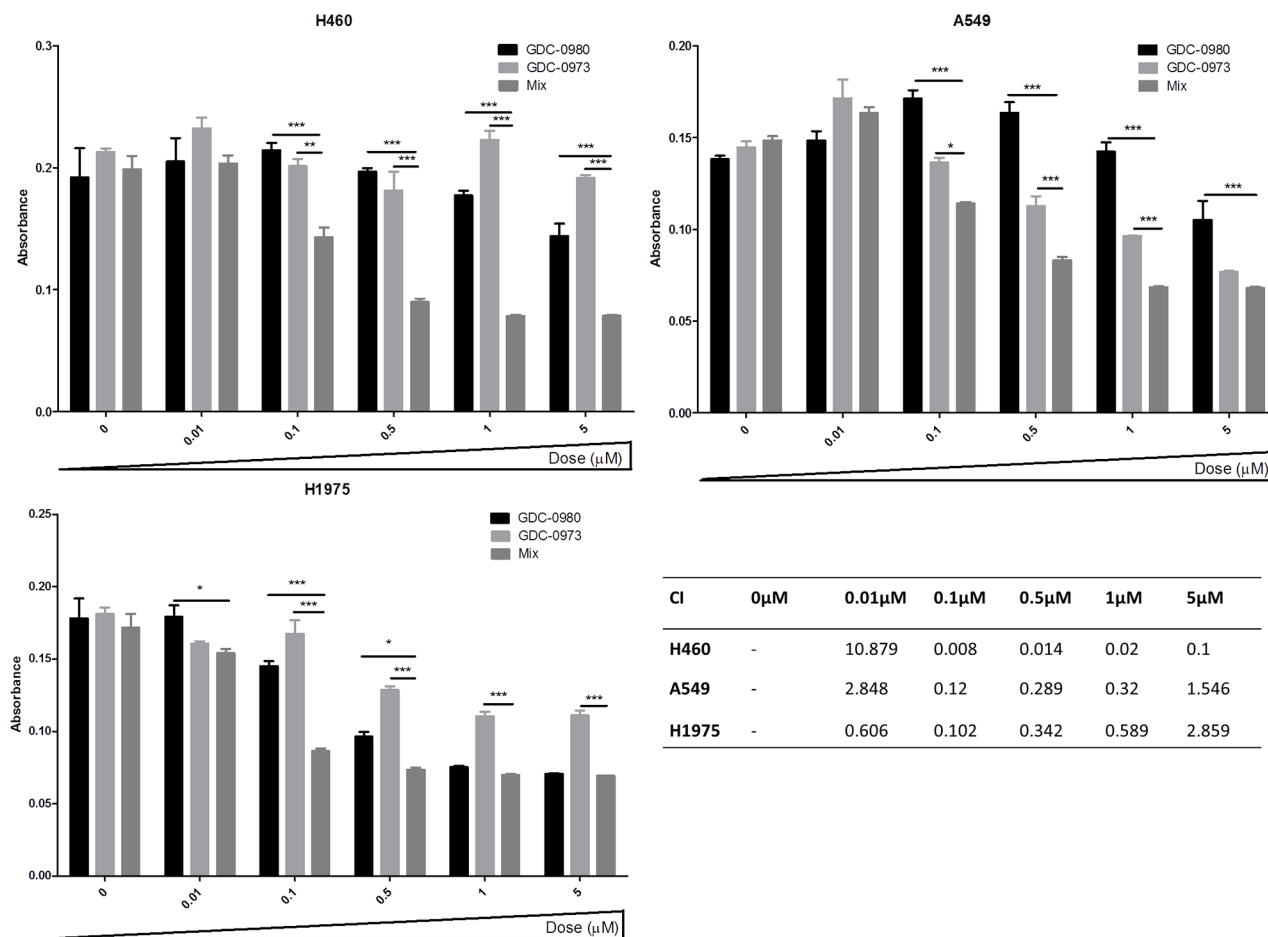 H460
GDC-0980
GDC-0973
Mix
0.3
0.2
0.1
0.0
Absorbance
*** ** *** *** *** *** *** ***
0 0.01 0.1 0.5 1 5
Dose (μM)
A549
GDC-0980
GDC-0973
Mix
0.20
0.15
0.10
0.05
0.00
Absorbance
*** * *** *** *** *** ***
0 0.01 0.1 0.5 1 5
Dose (μM)
H1975
GDC-0980
GDC-0973
Mix
0.25
0.20
0.15
0.10
0.05
0.00
Absorbance
* *** *** * *** *** ***
0 0.01 0.1 0.5 1 5
Dose (μM)
CI 0μM 0.01μM 0.1μM 0.5μM 1μM 5μM
H460 - 10.879 0.008 0.014 0.02 0.1
A549 - 2.848 0.12 0.289 0.32 1.546
H1975 - 0.606 0.102 0.342 0.589 2.859